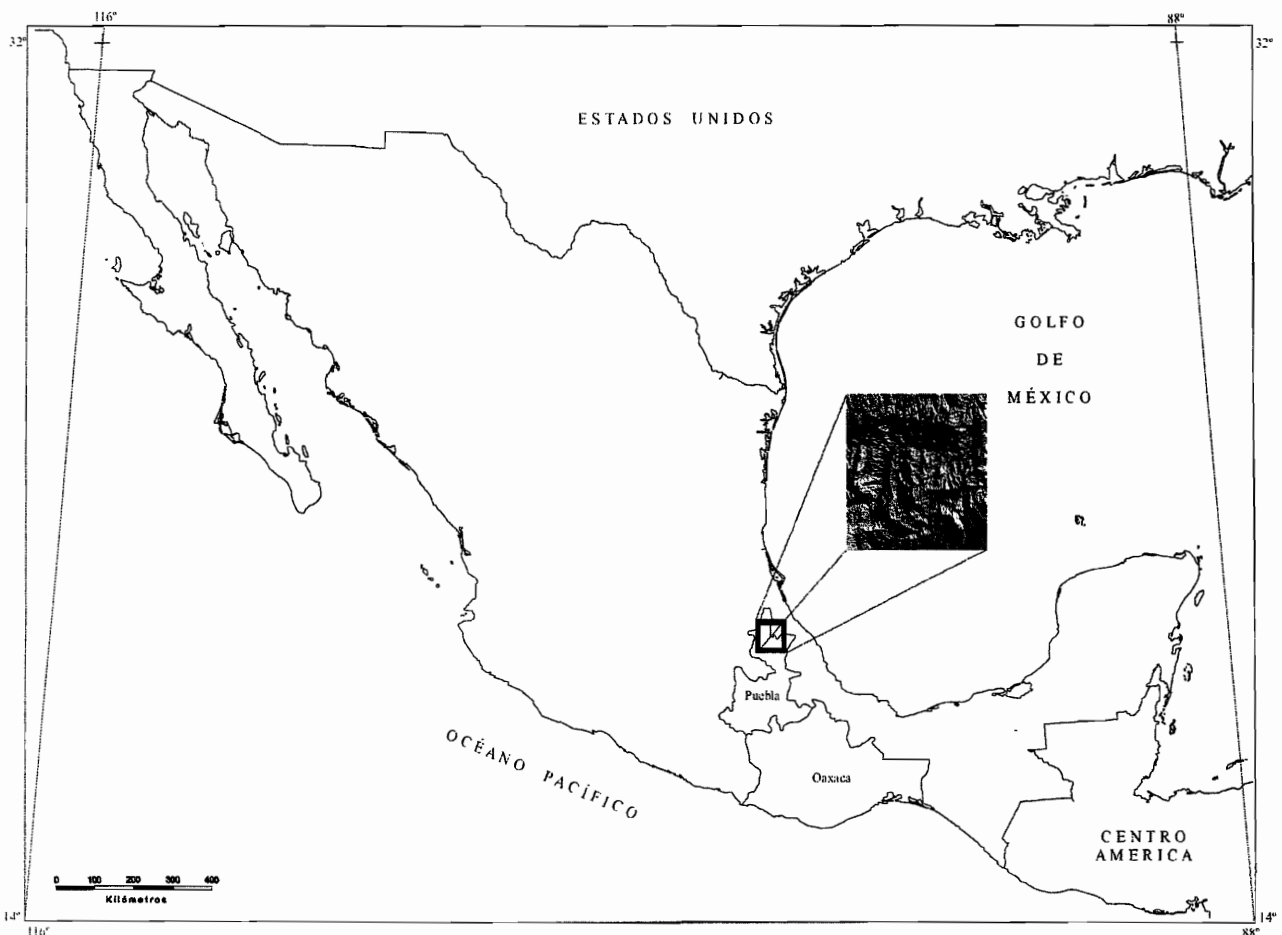 116°
88°
32°
32°
ESTADOS UNIDOS
GOLFO
DE
MÉXICO
Puebla
OCÉANO PACÍFICO
Oaxaca
CENTRO
AMERICA
0 100 200 300 400
Kilómetros
14°
14°
116°
88°